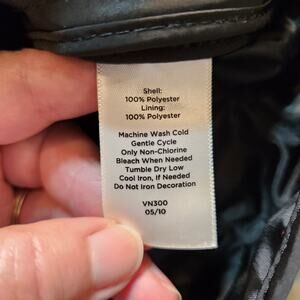 Shell:
100% Polyester
Lining:
100% Polyester
Machine Wash Cold
Gentle Cycle
Only Non-Chlorine
Bleach When Needed
Tumble Dry Low
Cool Iron, If Needed
Do Not Iron Decoration
VN300
05/10